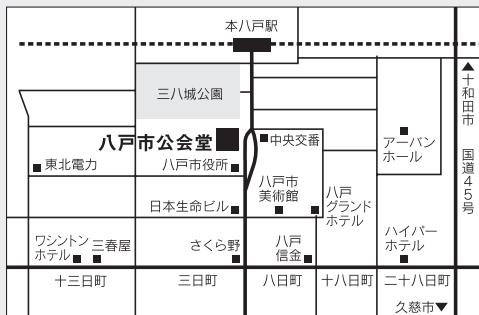 本八戸駅
三八城公園
▲十和田市 国道45号
八戸市公会堂
中央交番
アーバン
ホール
東北電力
八戸市役所
八戸市
美術館
八戸
グランド
ホテル
日本生命ビル
ワシントン
ホテル
三春屋
さくら野
八戸
信金
ハイパー
ホテル
十三日町
三日町
八日町
十八日町
二十八日町
久慈市▼